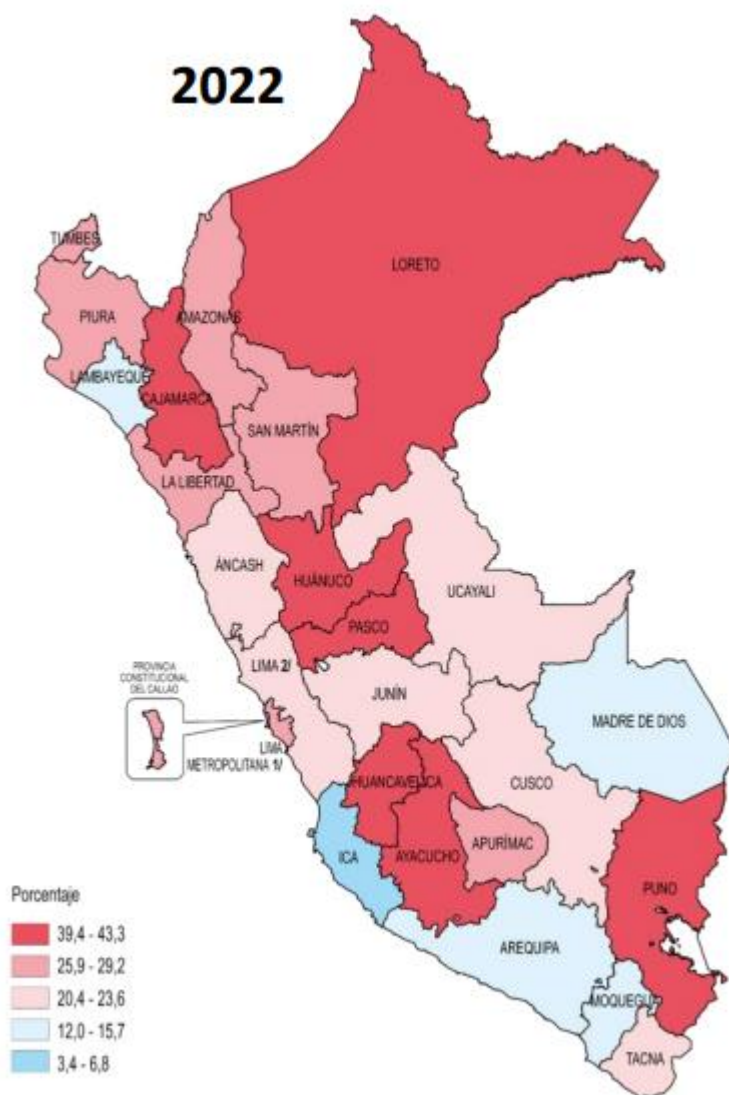 2022
TUMBES
LORETO
PIURA
AMAZONAS
LAMBAYEQUE
CAJAMARCA
SAN MARTÍN
LA LIBERTAD
ÁNCASH
HUÁNUCO
UCAYALI
PASCO
LIMA 2/
PROVINCIA
CONSTITUCIONAL
DEL CALLAO
JUNÍN
MADRE DE DIOS
LIMA
METROPOLITANA 1/
HUANCAVELICA
CUSCO
ICA
AYACUCHO
APURÍMAC
PUNO
AREQUIPA
MOQUEGUA
TACNA
Porcentaje
39,4 - 43,3
25,9 - 29,2
20,4 - 23,6
12,0 - 15,7
3,4 - 6,8